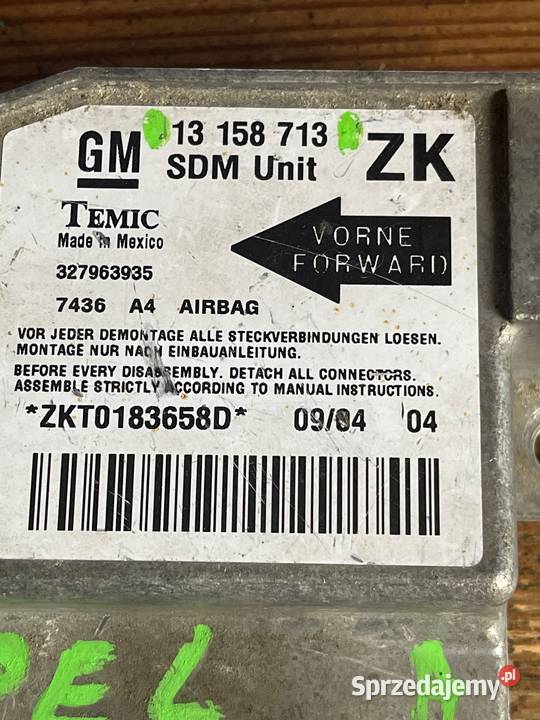 GM 13 158 713 ZK
SDM Unit
TEMIC
Made in Mexico
VORNE
FORWARD
327963935
7436 A4 AIRBAG
VOR JEDER DEMONTAGE ALLE STECKVERBINDUNGEN LOESEN.
MONTAGE NUR NACH EINBAUANLEITUNG.
BEFORE EVERY DISASSEMBLY. DETACH ALL CONNECTORS.
ASSEMBLE STRICTLY ACCORDING TO MANUAL INSTRUCTIONS.
*ZKT0183658D* 09/04 04
Sprzedajemy.pl